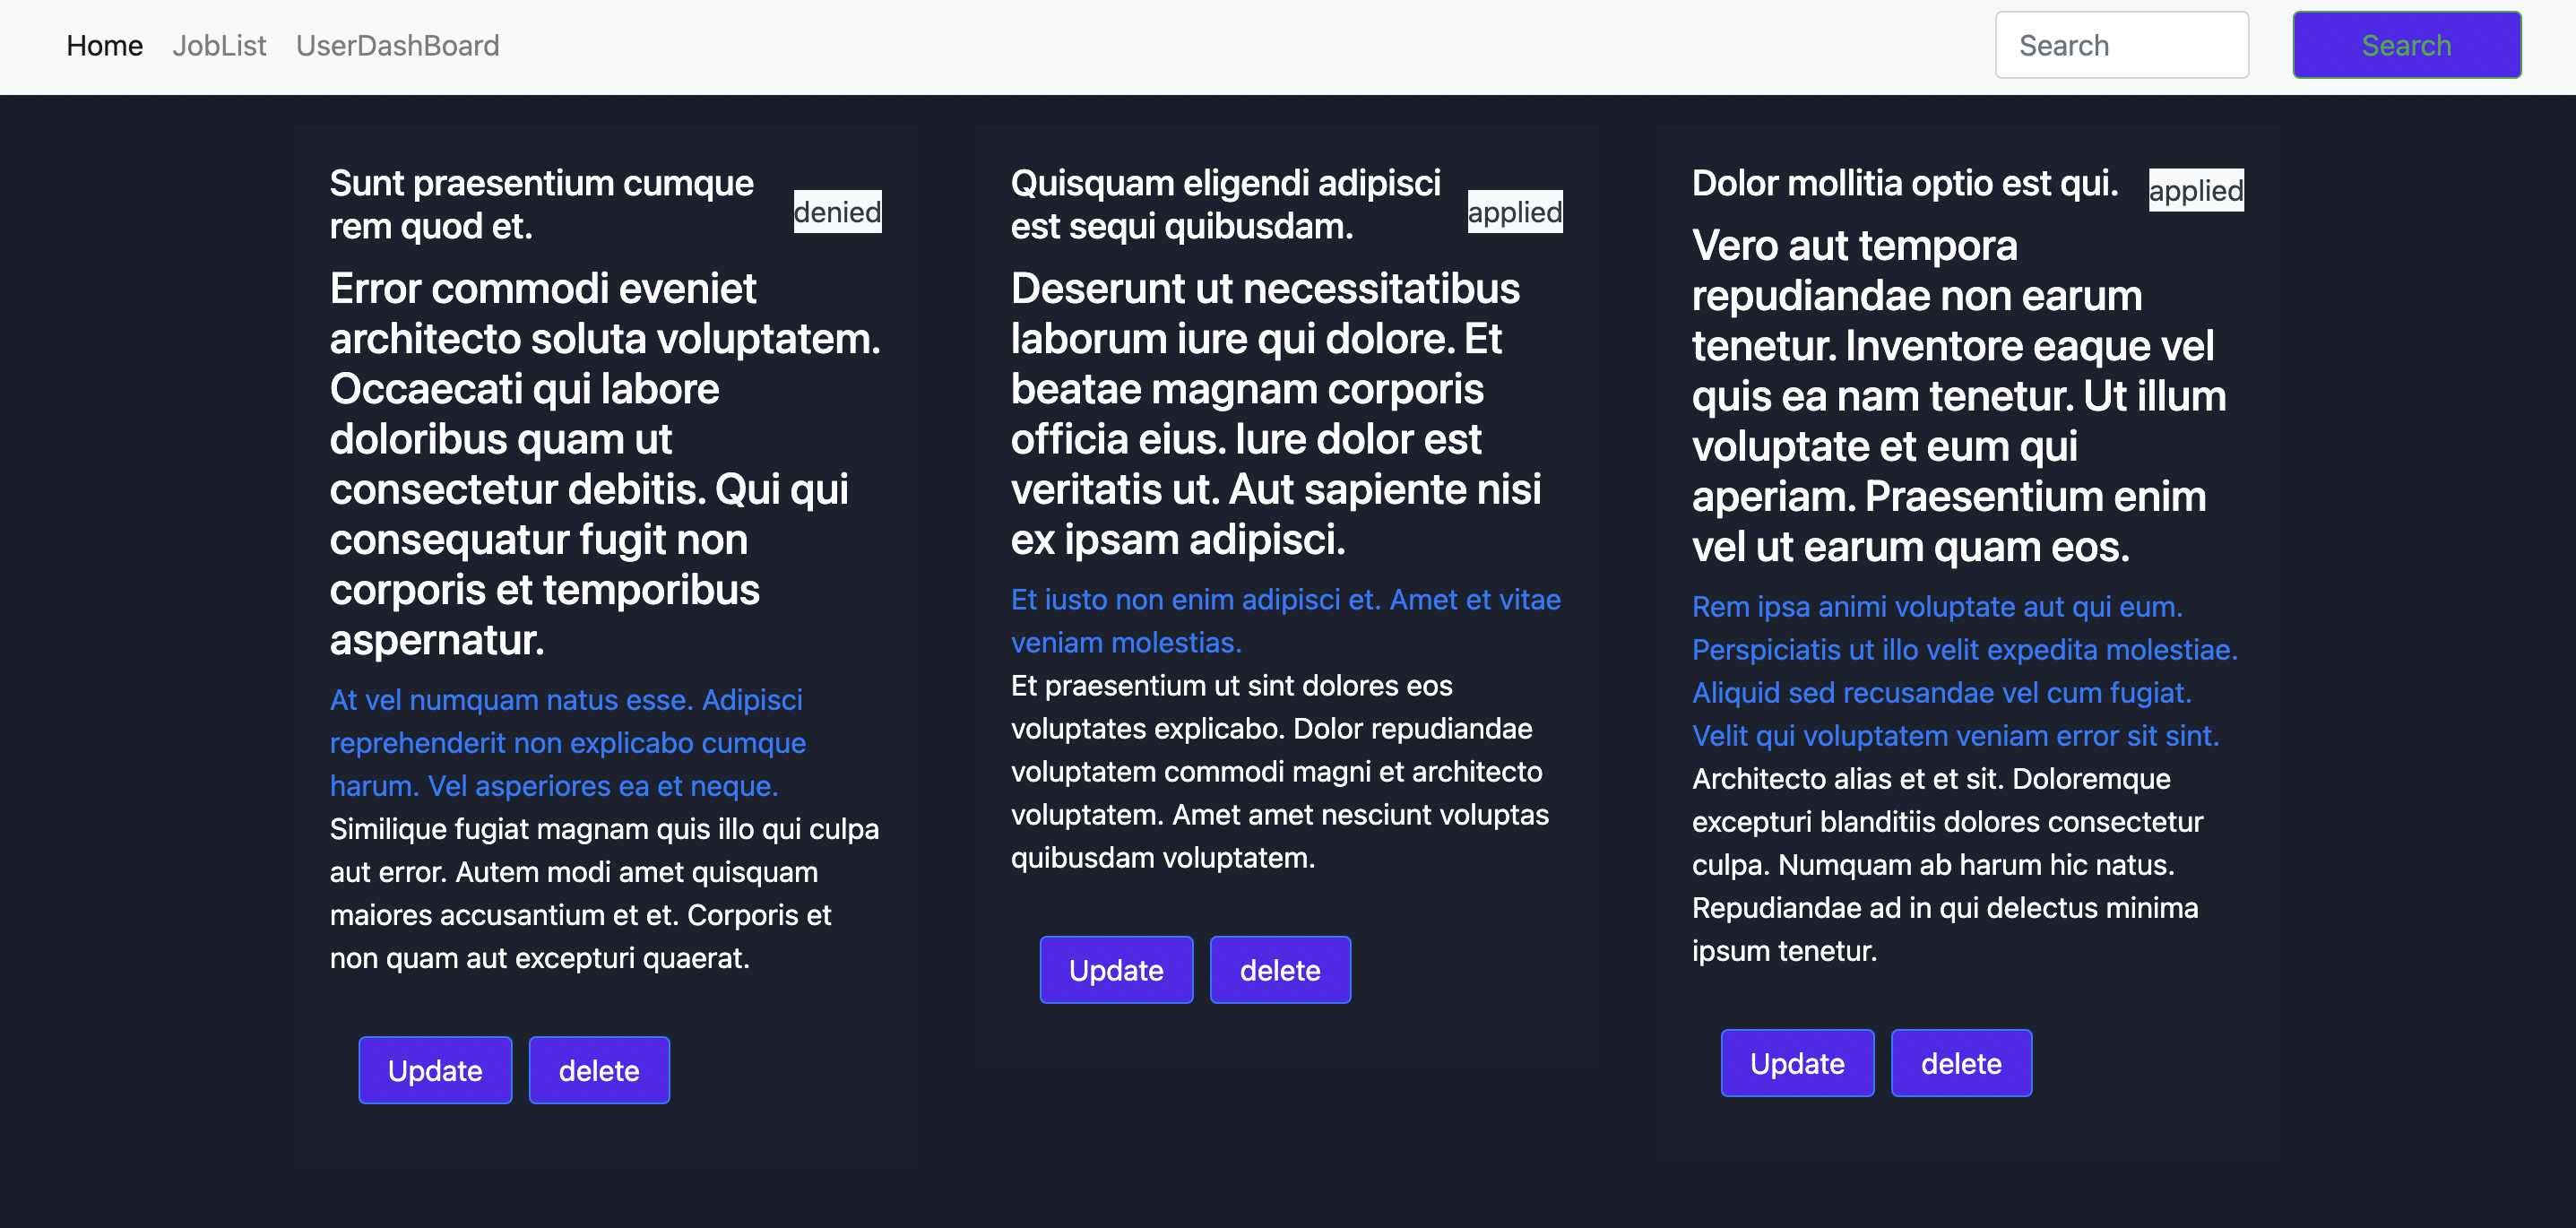 Home JobList UserDashBoard Search Search
Sunt praesentium cumque
rem quod et.
denied
Error commodi eveniet
architecto soluta voluptatem.
Occaecati qui labore
doloribus quam ut
consectetur debitis. Qui qui
consequatur fugit non
corporis et temporibus
aspernatur.
At vel numquam natus esse. Adipisci
reprehenderit non explicabo cumque
harum. Vel asperiores ea et neque.
Similique fugiat magnam quis illo qui culpa
aut error. Autem modi amet quisquam
maiores accusantium et et. Corporis et
non quam aut excepturi quaerat.
Update delete
Quisquam eligendi adipisci
est sequi quibusdam.
applied
Deserunt ut necessitatibus
laborum iure qui dolore. Et
beatae magnam corporis
officia eius. Iure dolor est
veritatis ut. Aut sapiente nisi
ex ipsam adipisci.
Et iusto non enim adipisci et. Amet et vitae
veniam molestias.
Et praesentium ut sint dolores eos
voluptates explicabo. Dolor repudiandae
voluptatem commodi magni et architecto
voluptatem. Amet amet nesciunt voluptas
quibusdam voluptatem.
Update delete
Dolor mollitia optio est qui.
applied
Vero aut tempora
repudiandae non earum
tenetur. Inventore eaque vel
quis ea nam tenetur. Ut illum
voluptate et eum qui
aperiam. Praesentium enim
vel ut earum quam eos.
Rem ipsa animi voluptate aut qui eum.
Perspiciatis ut illo velit expedita molestiae.
Aliquid sed recusandae vel cum fugiat.
Velit qui voluptatem veniam error sit sint.
Architecto alias et et sit. Doloremque
excepturi blanditiis dolores consectetur
culpa. Numquam ab harum hic natus.
Repudiandae ad in qui delectus minima
ipsum tenetur.
Update delete